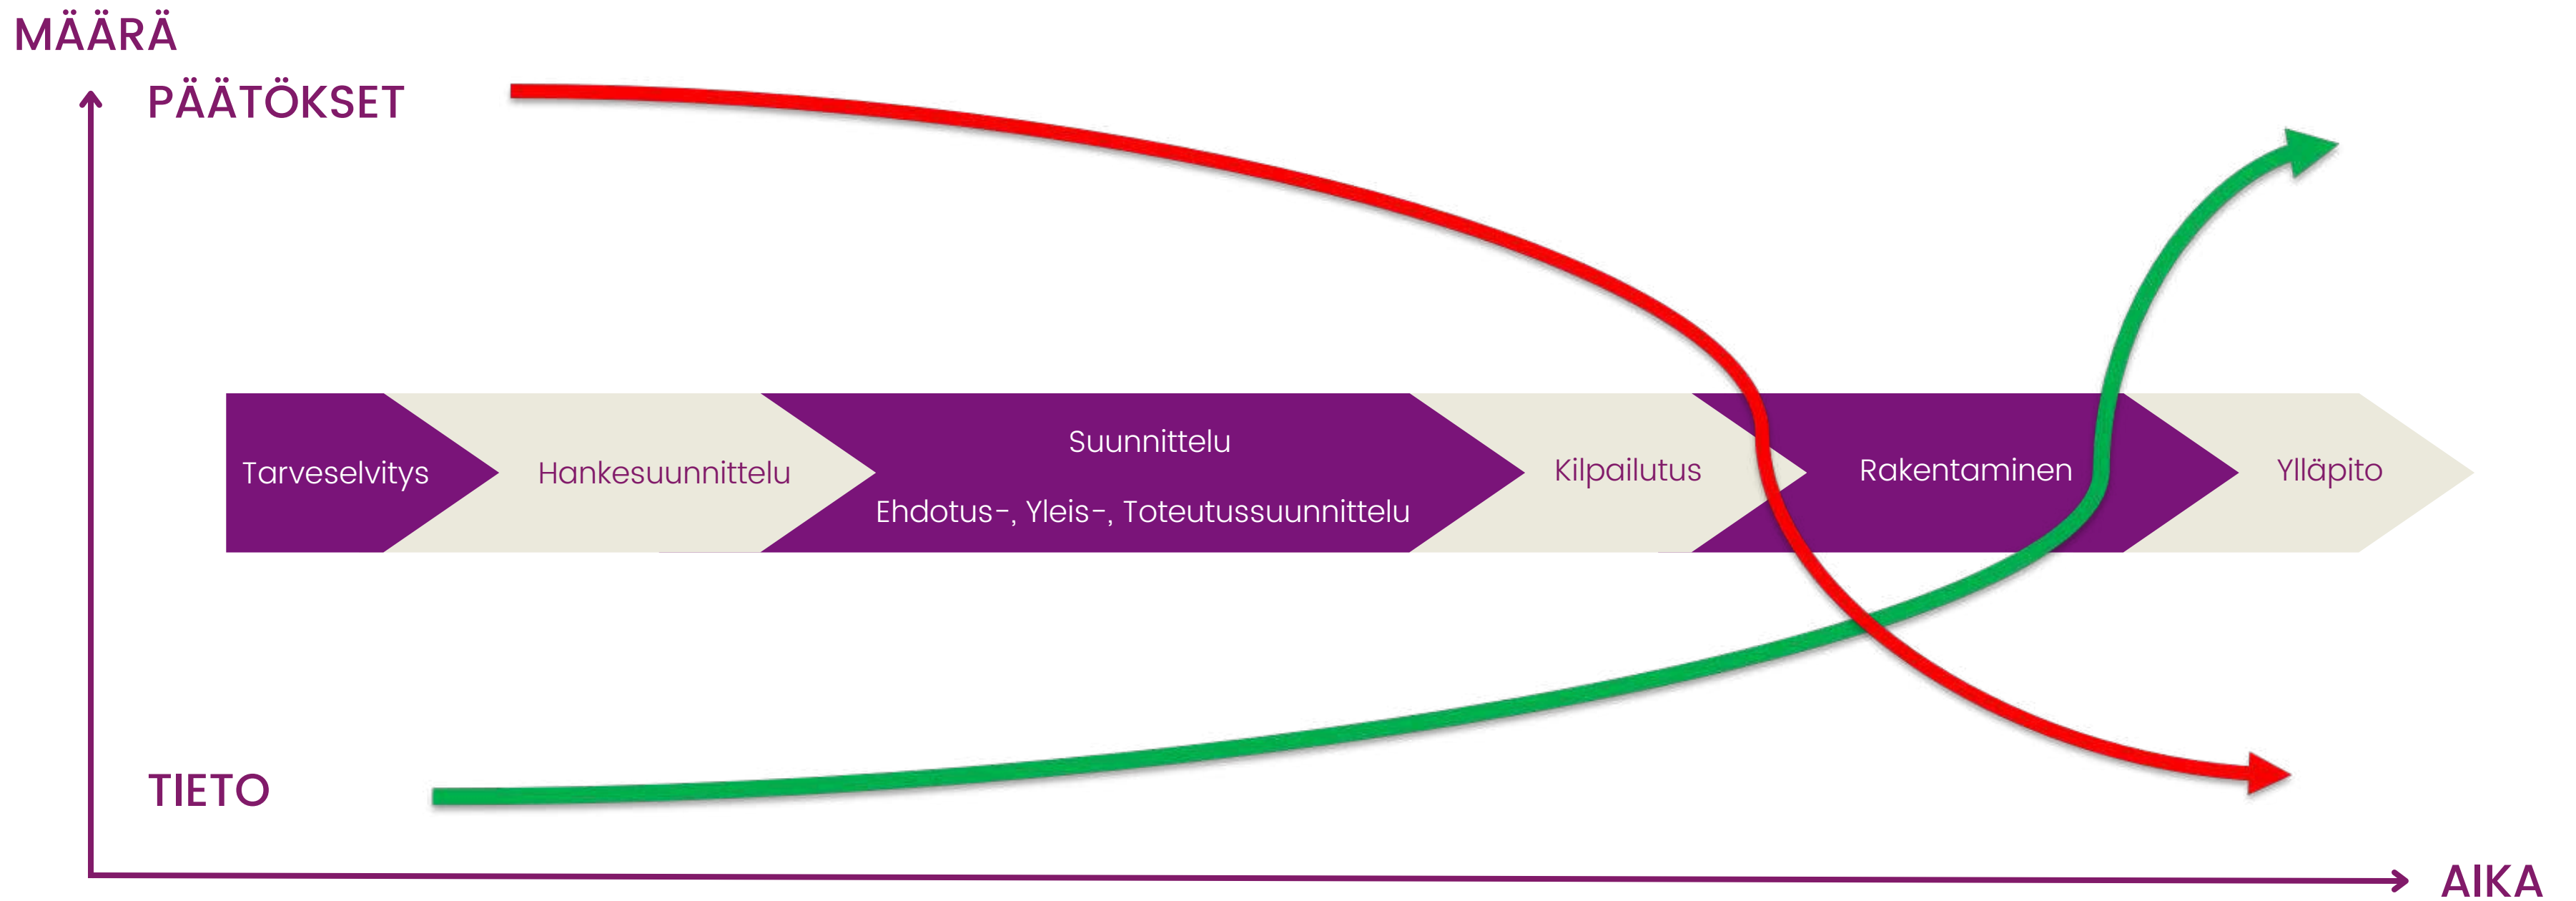 MÄÄRÄ
PÄÄTÖKSET
Tarveselvitys
Hankesuunnittelu
Suunnittelu
Ehdotus-, Yleis-, Toteutussuunnittelu
Kilpailutus
Rakentaminen
Ylläpito
TIETO
AIKA